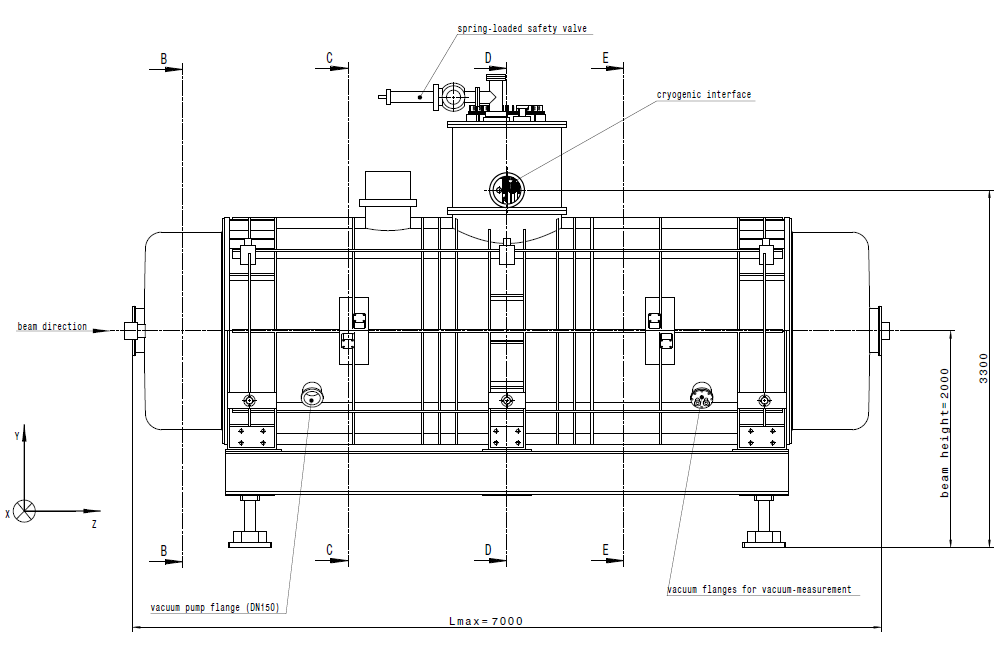 spring-loaded safety valve
B
C
D
E
cryogenic interface
beam direction
3300
beam height=2000
Y
X
Z
B
C
D
E
vacuum flanges for vacuum-measurement
vacuum pump flange (DN150)
Lmax=7000